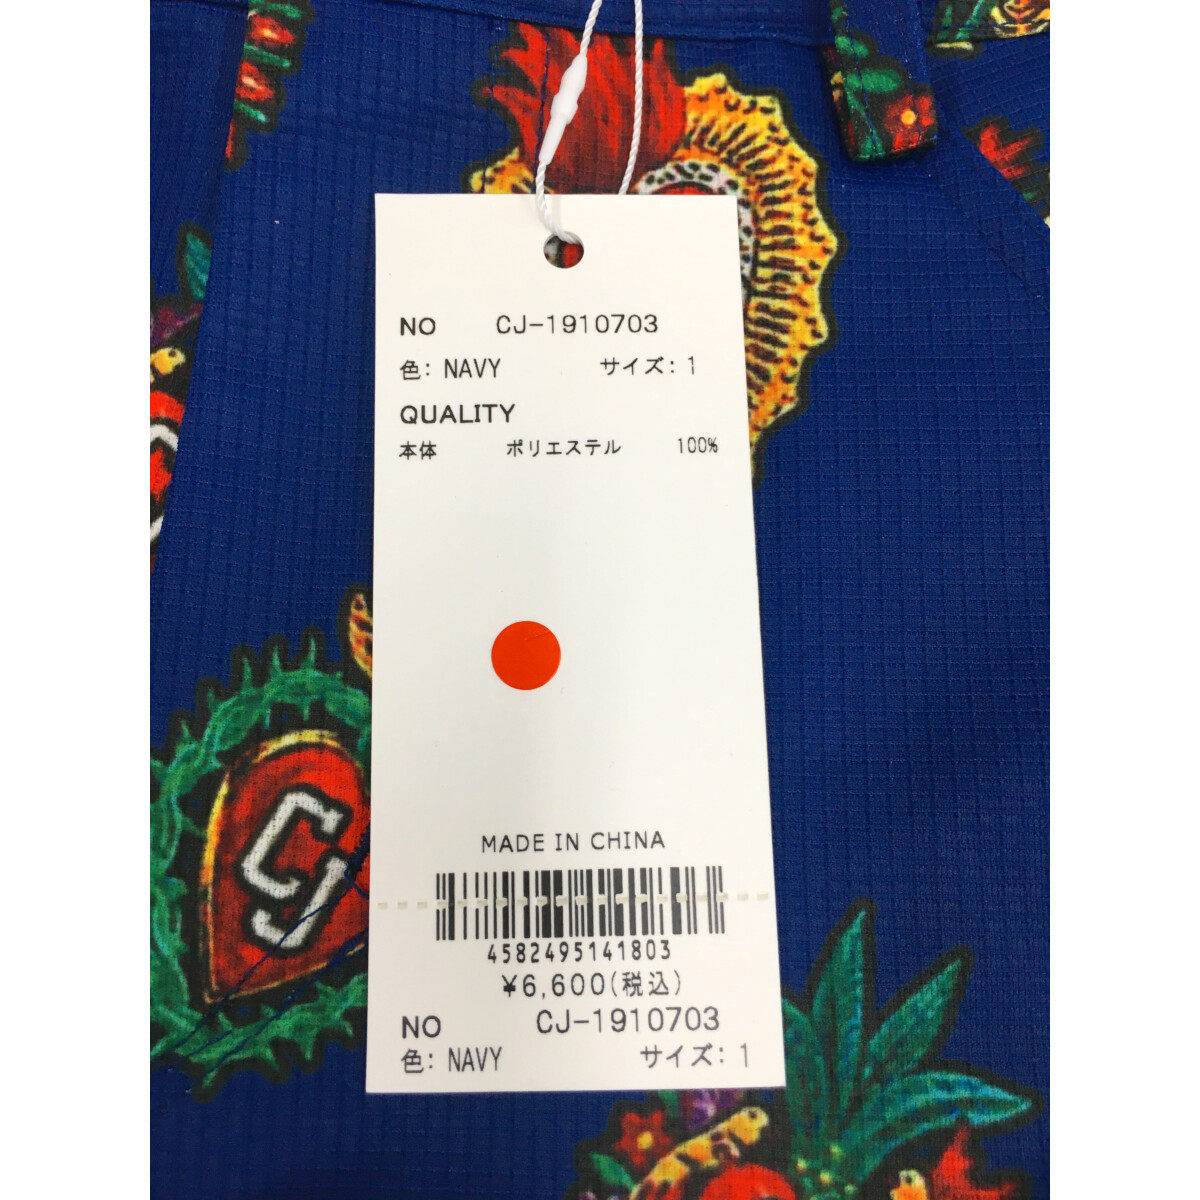 NO CJ-1910703
色: NAVY サイズ: 1
QUALITY
本体 ポリエステル 100%
CJ
MADE IN CHINA
4582495141803
¥6,600(税込)
NO CJ-1910703
色: NAVY サイズ: 1